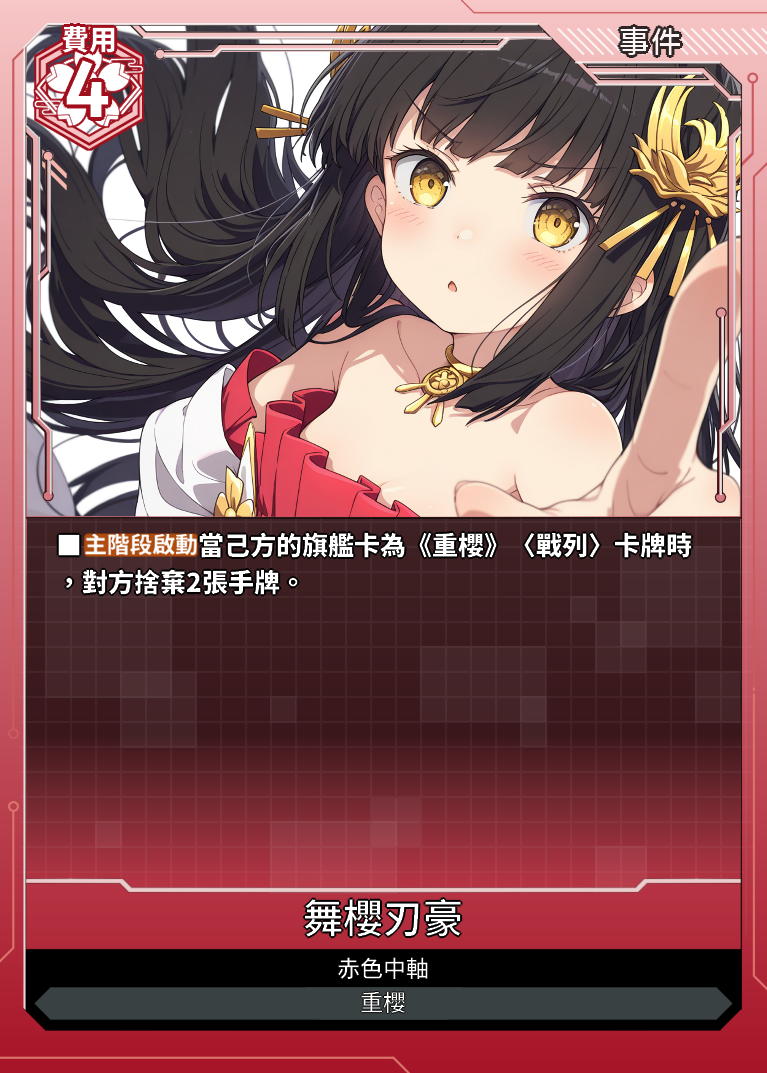 費用
4
事件
■主階段啟動當己方的旗艦卡為《重櫻》〈戰列〉卡牌時
，對方捨棄2張手牌。
舞櫻刃豪
赤色中軸
重櫻